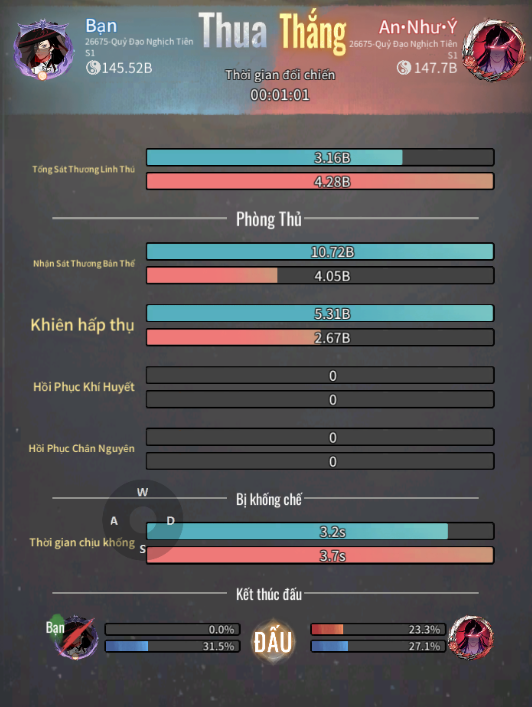 Bạn
Thua Thắng
An•Như•Ý
26675-Quỷ Đạo Nghịch Tiên
S1
26675-Quỷ Đạo Nghịch Tiên
S1
145.52B
147.7B
Thời gian đối chiến
00:01:01
Tổng Sát Thương Linh Thú
3.16B
4.28B
Phòng Thủ
Nhận Sát Thương Bản Thể
10.72B
4.05B
Khiên hấp thụ
5.31B
2.67B
Hồi Phục Khí Huyết
0
0
Hồi Phục Chân Nguyên
0
0
Bị khống chế
W
A
D
S
Thời gian chịu khống
3.2s
3.7s
Kết thúc đấu
Bạn
0.0%
31.5%
ĐẤU
23.3%
27.1%